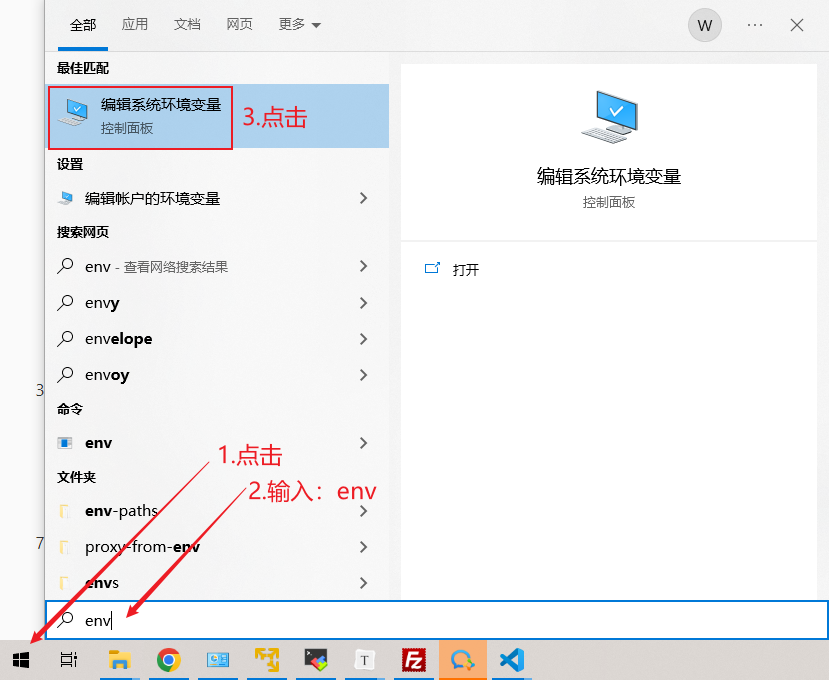 全部 应用 文档 网页 更多 W ...
最佳匹配
编辑系统环境变量
控制面板
3.点击
编辑系统环境变量
控制面板
设置
编辑帐户的环境变量
搜索网页
env - 查看网络搜索结果
打开
envy
envelope
envoy
3
命令
env
1.点击
文件夹
2.输入：env
env-paths
7
proxy-from-env
envs
env
T
FZ